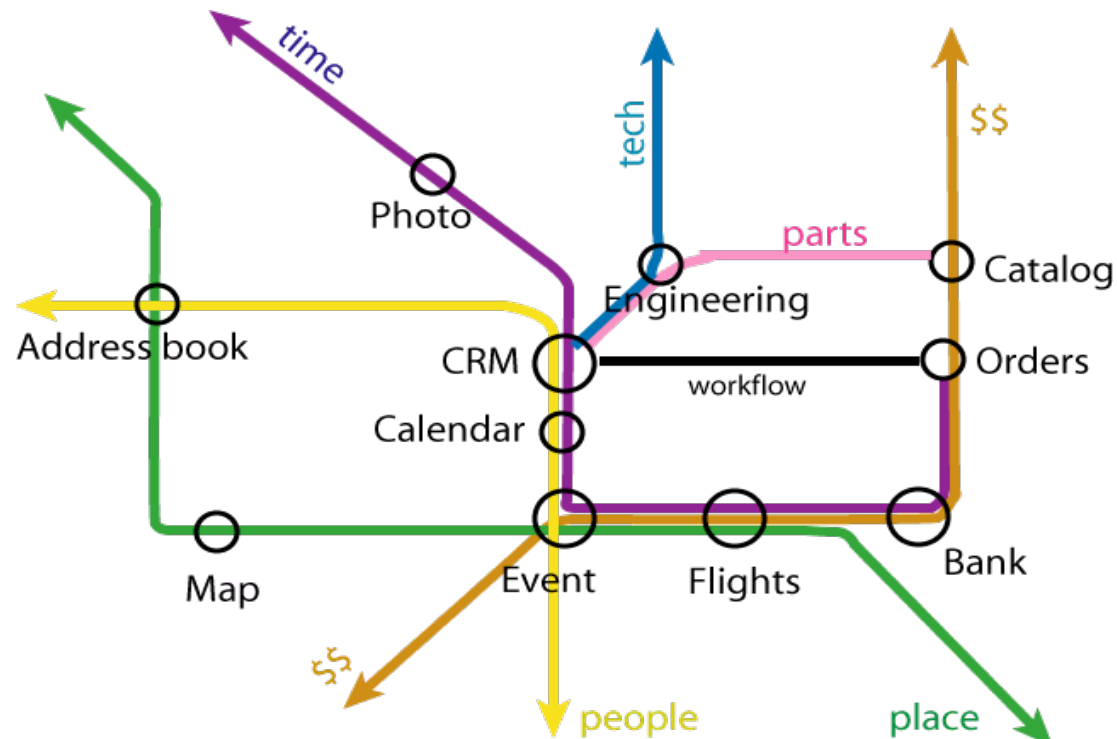 time
tech
$$
Photo
parts
Catalog
Engineering
Address book
CRM
Orders
workflow
Calendar
Event
Flights
Bank
Map
$$
people
place